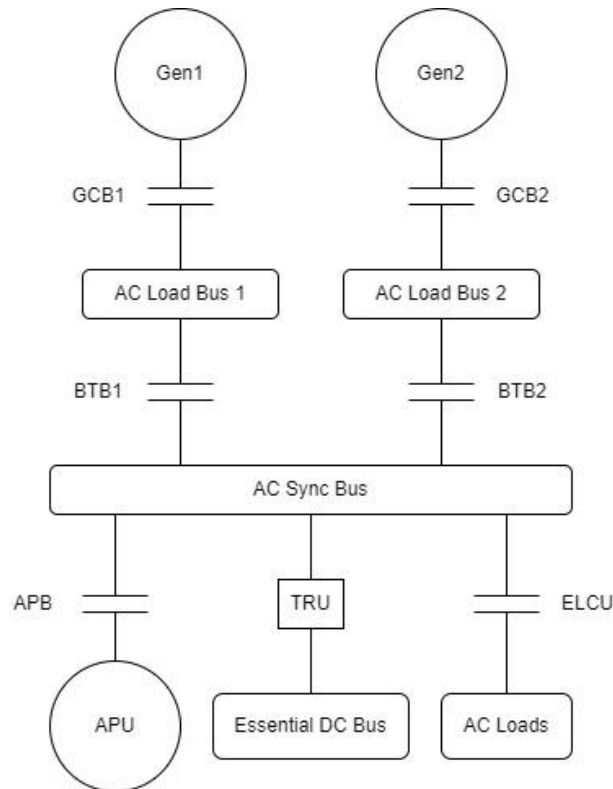 Gen1
Gen2
GCB1
GCB2
AC Load Bus 1
AC Load Bus 2
BTB1
BTB2
AC Sync Bus
APB
TRU
ELCU
APU
Essential DC Bus
AC Loads